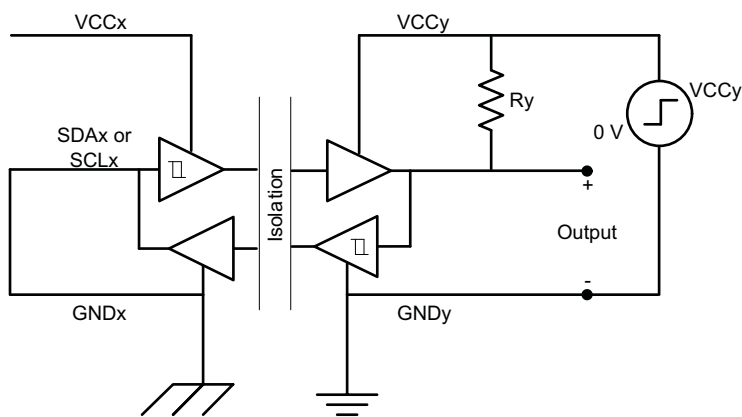 VCCx
VCCy
VCCy
Ry
0 V
SDAx or
SCLx
Isolation
+
Output
-
GNDx
GNDy